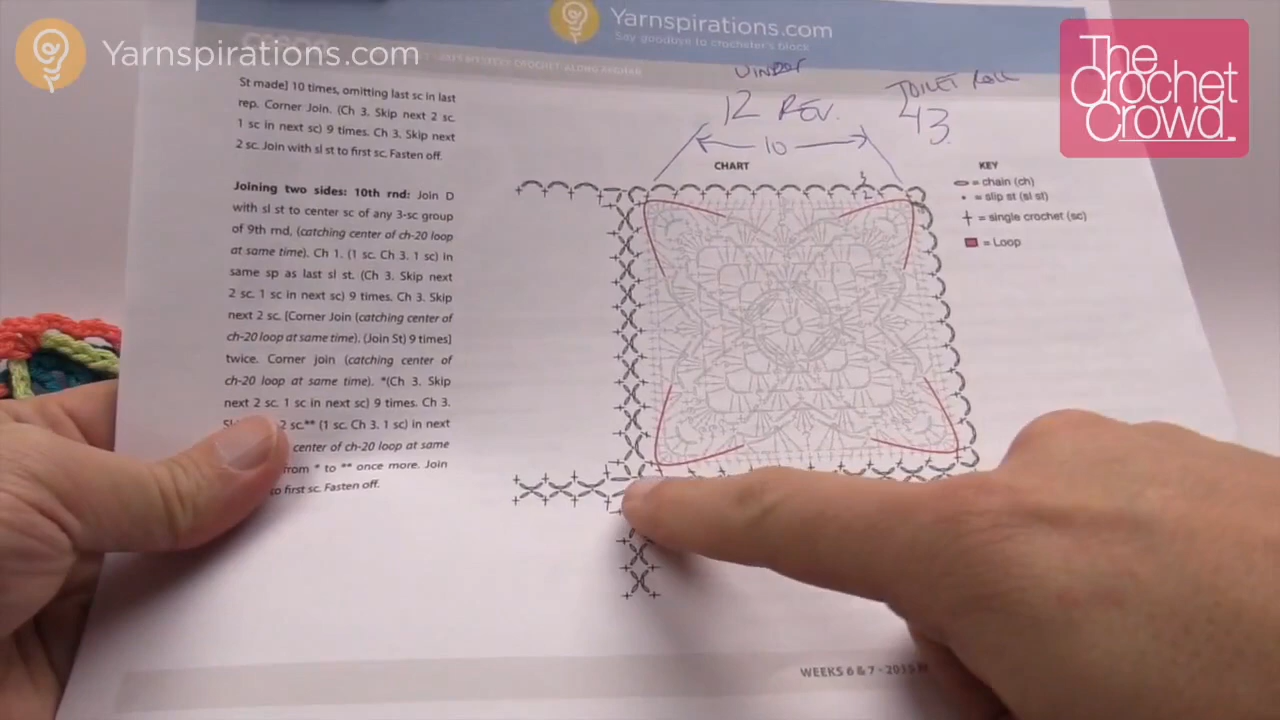 Yarnspirations.com
Yarnspirations.com
Say goodbye to crocheter's block
The
Crochet
Crowd
12 REV.
TOILET
43
10
2
CHART
KEY
= chain (ch)
= slip st (sl st)
= single crochet (sc)
= Loop
St made] 10 times, omitting last sc in last
rep. Corner Join. (Ch 3. Skip next 2 sc.
1 sc in next sc) 9 times. Ch 3. Skip next
2 sc. Join with sl st to first sc. Fasten off.
Joining two sides: 10th rnd: Join D
with sl st to center sc of any 3-sc group
of 9th rnd, (catching center of ch-20 loop
at same time). Ch 1. (1 sc. Ch 3. 1 sc) in
same sp as last sl st. (Ch 3. Skip next
2 sc. 1 sc in next sc) 9 times. Ch 3. Skip
next 2 sc. [Corner Join (catching center of
ch-20 loop at same time). (Join St) 9 times]
twice. Corner join (catching center of
ch-20 loop at same time). *(Ch 3. Skip
next 2 sc. 1 sc in next sc) 9 times. Ch 3.
2 sc.** (1 sc. Ch 3. 1 sc) in next
center of ch-20 loop at same
from * to ** once more. Join
to first sc. Fasten off.
WEEKS 6 & 7 - 2015